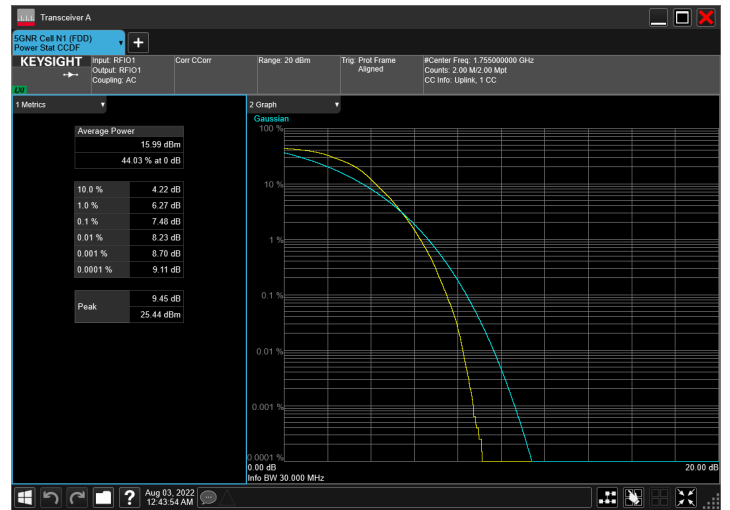 Transceiver A
5GNR Cell N1 (FDD)
Power Stat CCDF
KEYSIGHT
LXI
Input: RFIO1
Output: RFIO1
Coupling: AC
Corr CCorr
Range: 20 dBm
Trig: Prot Frame
Aligned
#Center Freq: 1.755000000 GHz
Counts: 2.00 M/2.00 Mpt
CC Info: Uplink, 1 CC
1 Metrics
Average Power
15.99 dBm
44.03 % at 0 dB
10.0 % 4.22 dB
1.0 % 6.27 dB
0.1 % 7.48 dB
0.01 % 8.23 dB
0.001 % 8.70 dB
0.0001 % 9.11 dB
Peak
9.45 dB
25.44 dBm
2 Graph
Gaussian
100 %
10 %
1 %
0.1 %
0.01 %
0.001 %
0.0001 %
0.00 dB 20.00 dB
Info BW 30.000 MHz
? Aug 03, 2022
12:43:54 AM